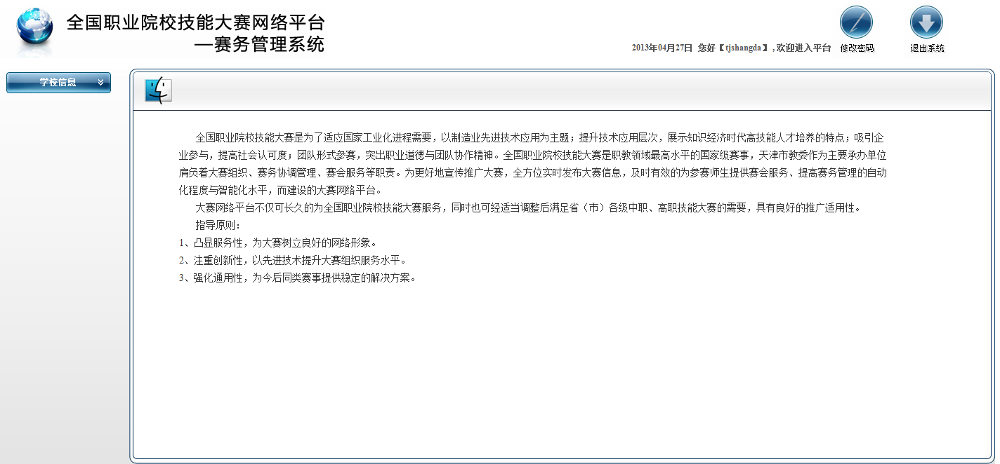 全国职业院校技能大赛网络平台
—赛务管理系统
2013年04月27日 您好【tjshangda】,欢迎进入平台
修改密码
退出系统
学校信息
全国职业院校技能大赛是为了适应国家工业化进程需要，以制造业先进技术应用为主题；提升技术应用层次，展示知识经济时代高技能人才培养的特点；吸引企
业参与，提高社会认可度；团队形式参赛，突出职业道德与团队协作精神。全国职业院校技能大赛是职教领域最高水平的国家级赛事，天津市教委作为主要承办单位
肩负着大赛组织、赛务协调管理、赛会服务等职责。为更好地宣传推广大赛，全方位实时发布大赛信息，及时有效的为参赛师生提供赛会服务、提高赛务管理的自动
化程度与智能化水平，而建设的大赛网络平台。
大赛网络平台不仅可长久的为全国职业院校技能大赛服务，同时也可经适当调整后满足省（市）各级中职、高职技能大赛的需要，具有良好的推广适用性。
指导原则：
1、凸显服务性，为大赛树立良好的网络形象。
2、注重创新性，以先进技术提升大赛组织服务水平。
3、强化通用性，为今后同类赛事提供稳定的解决方案。